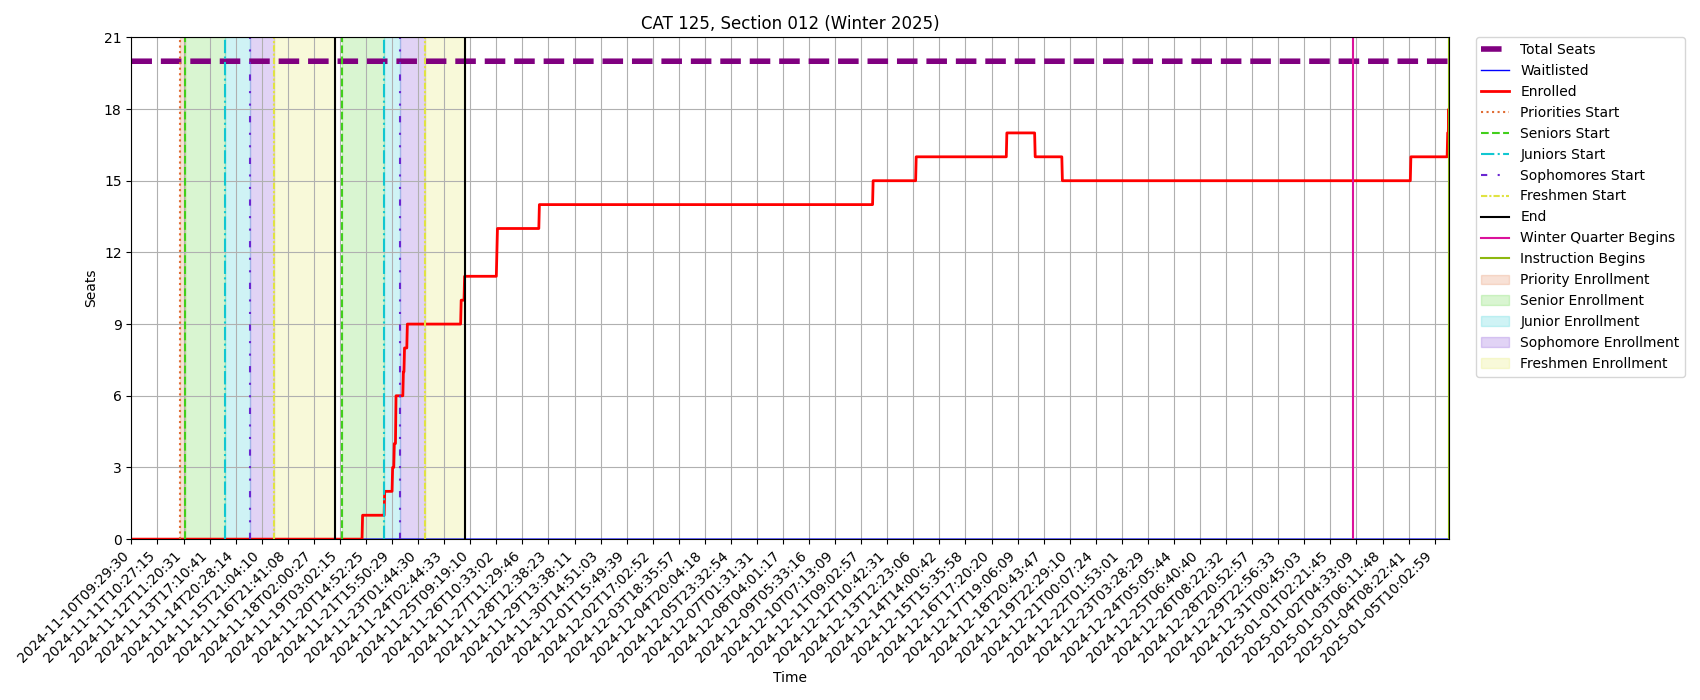 CAT 125, Section 012 (Winter 2025)
21
18
15
12
9
6
3
0
Seats
2024-11-10T09:29:30
2024-11-11T10:27:15
2024-11-12T11:20:31
2024-11-13T17:10:41
2024-11-14T20:28:14
2024-11-15T21:04:10
2024-11-16T21:41:08
2024-11-18T02:00:27
2024-11-19T03:02:15
2024-11-20T14:52:25
2024-11-21T15:50:29
2024-11-23T01:44:30
2024-11-24T02:44:33
2024-11-25T09:19:10
2024-11-26T10:33:02
2024-11-27T11:29:46
2024-11-28T12:38:23
2024-11-29T13:38:11
2024-11-30T14:51:03
2024-12-01T15:49:39
2024-12-02T17:02:52
2024-12-03T18:35:57
2024-12-04T20:04:18
2024-12-05T23:32:54
2024-12-07T01:31:31
2024-12-08T04:01:17
2024-12-09T05:33:16
2024-12-10T07:13:09
2024-12-11T09:02:57
2024-12-12T10:42:31
2024-12-13T12:23:06
2024-12-14T14:00:42
2024-12-15T15:35:58
2024-12-16T17:20:20
2024-12-17T19:06:09
2024-12-18T20:43:47
2024-12-19T22:29:10
2024-12-21T00:07:24
2024-12-22T01:53:01
2024-12-23T03:28:29
2024-12-24T05:05:44
2024-12-25T06:40:40
2024-12-26T08:22:32
2024-12-28T20:52:57
2024-12-29T22:56:33
2024-12-31T00:45:03
2025-01-01T02:21:45
2025-01-02T04:33:09
2025-01-03T06:11:48
2025-01-04T08:22:41
2025-01-05T10:02:59
Time
Total Seats
Waitlisted
Enrolled
Priorities Start
Seniors Start
Juniors Start
Sophomores Start
Freshmen Start
End
Winter Quarter Begins
Instruction Begins
Priority Enrollment
Senior Enrollment
Junior Enrollment
Sophomore Enrollment
Freshmen Enrollment